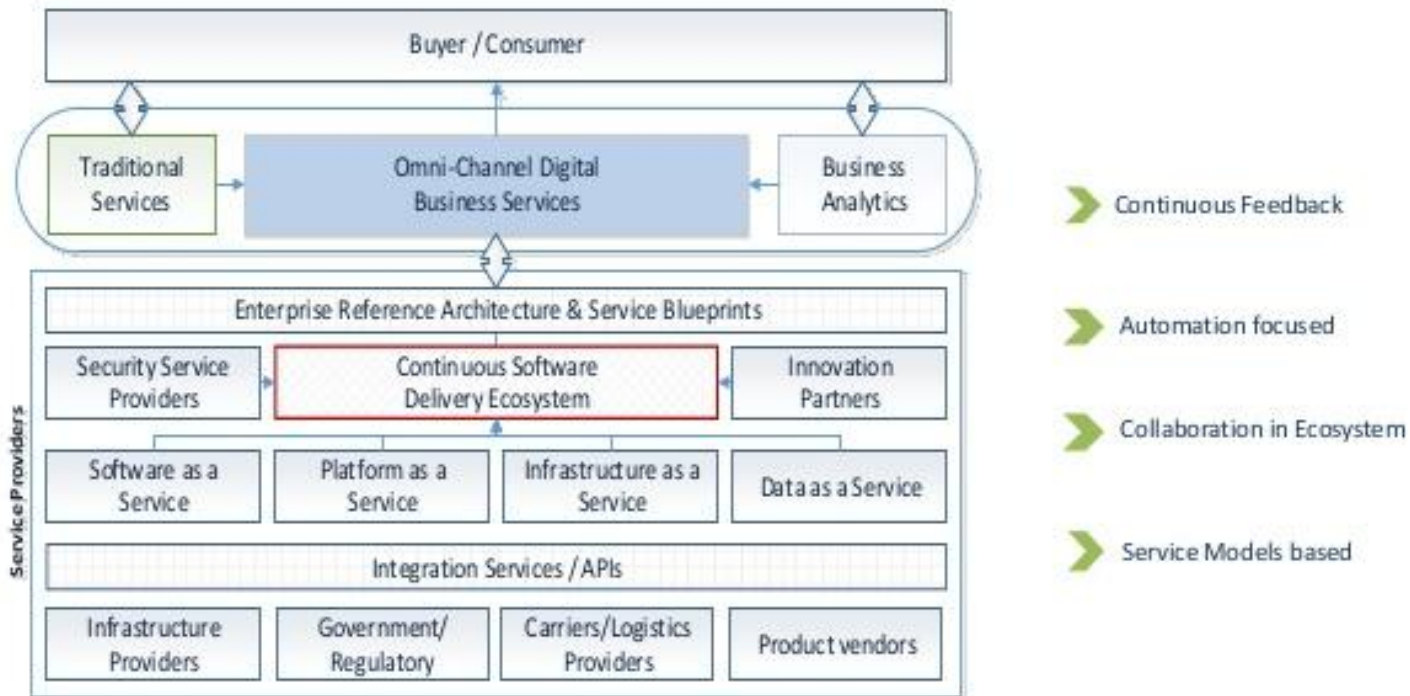 Buyer / Consumer
Traditional
Services
Omni-Channel Digital
Business Services
Business
Analytics
Enterprise Reference Architecture & Service Blueprints
Security Service
Providers
Continuous Software
Delivery Ecosystem
Innovation
Partners
Software as a
Service
Platform as a
Service
Infrastructure as a
Service
Data as a Service
Integration Services / APIs
Infrastructure
Providers
Government/
Regulatory
Carriers/Logistics
Providers
Product vendors
Service Providers
Continuous Feedback
Automation focused
Collaboration in Ecosystem
Service Models based